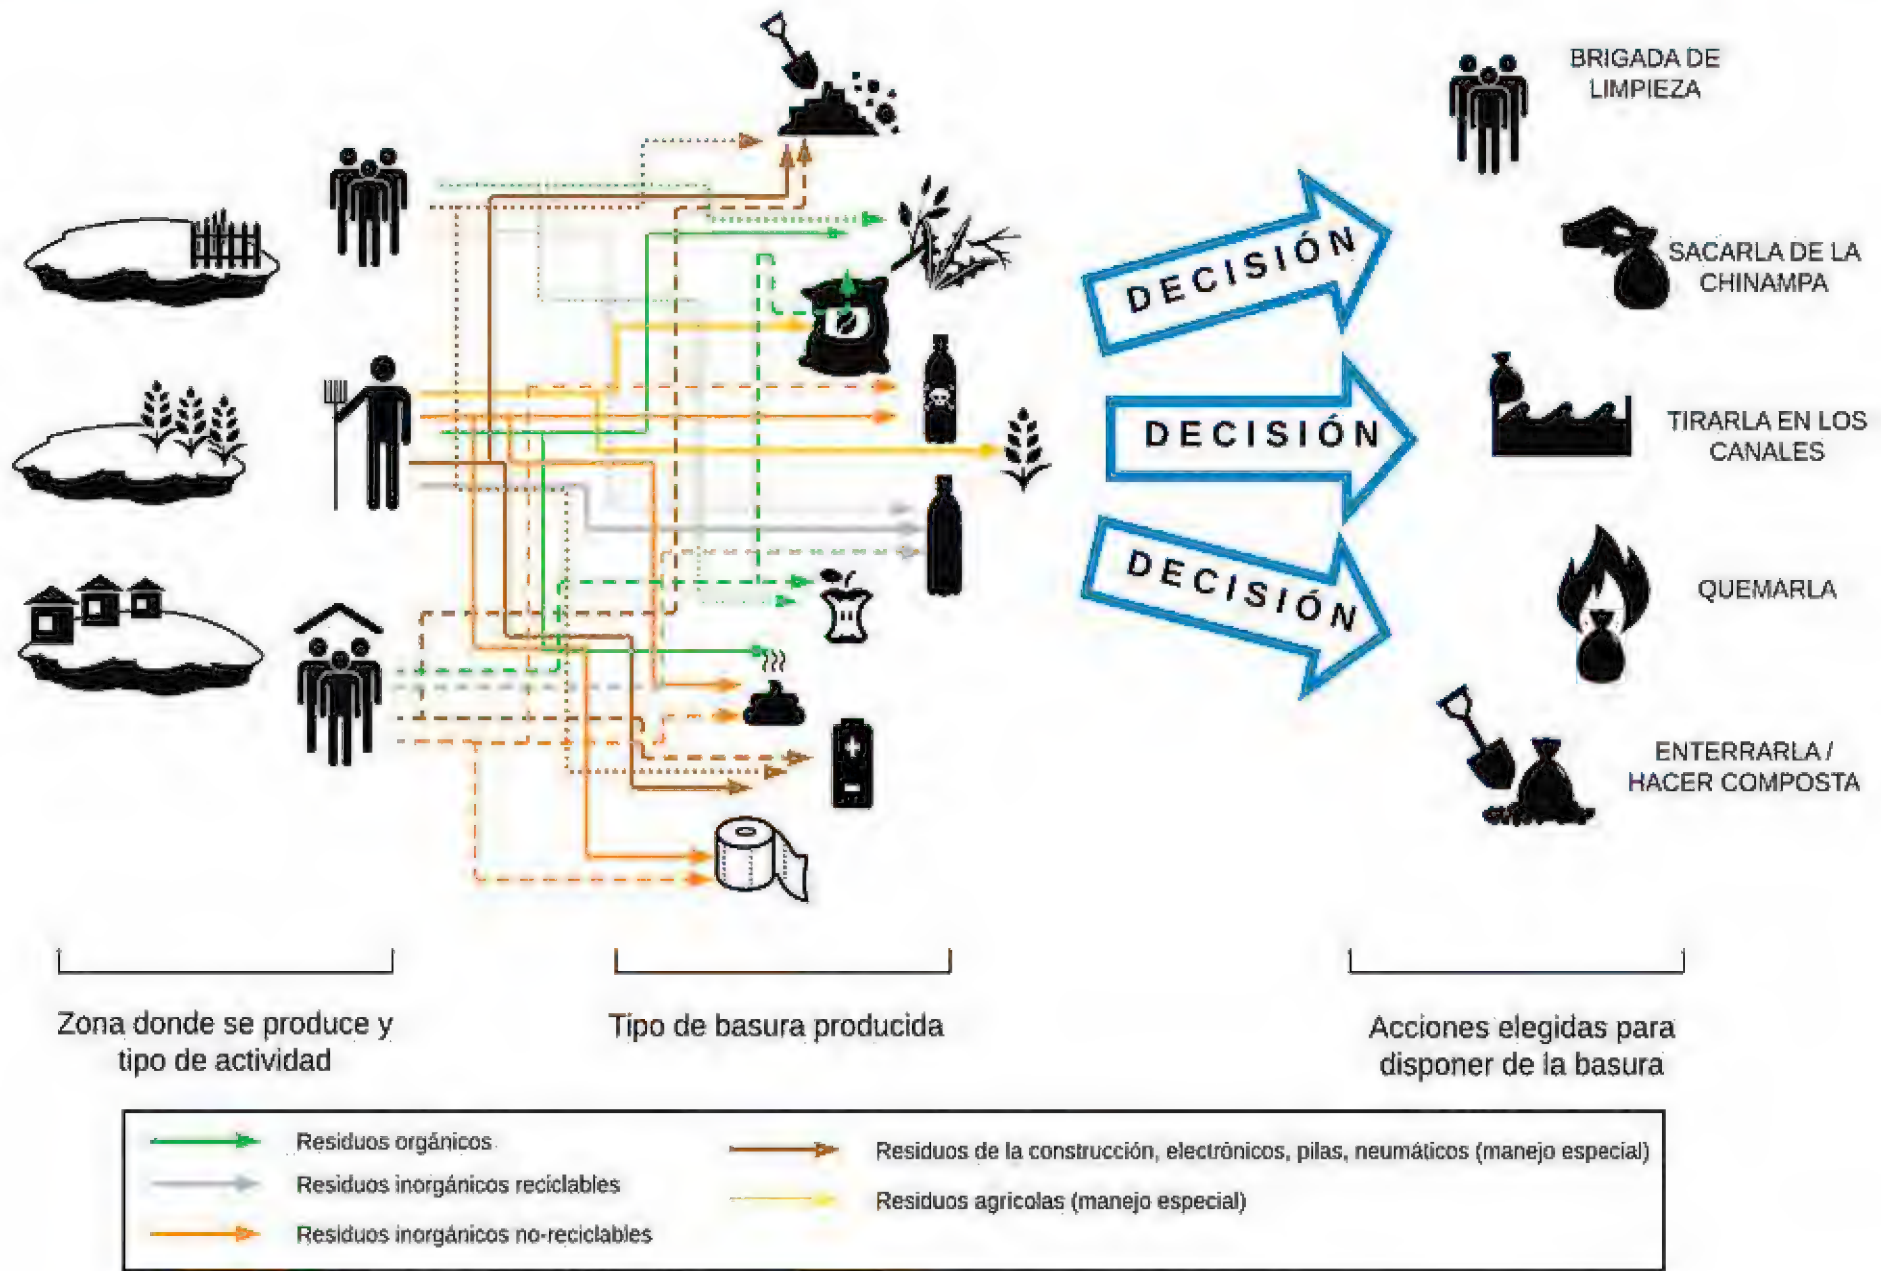 BRIGADA DE
LIMPIEZA
SACARLA DE LA
CHINAMPA
TIRARLA EN LOS
CANALES
QUEMARLA
ENTERRARLA /
HACER COMPOSTA
DECISIÓN
DECISIÓN
DECISIÓN
Zona donde se produce y
tipo de actividad
Tipo de basura producida
Acciones elegidas para
disponer de la basura
Residuos orgánicos
Residuos inorgánicos reciclables
Residuos inorgánicos no-reciclables
Residuos de la construcción, electrónicos, pilas, neumáticos (manejo especial)
Residuos agrícolas (manejo especial)